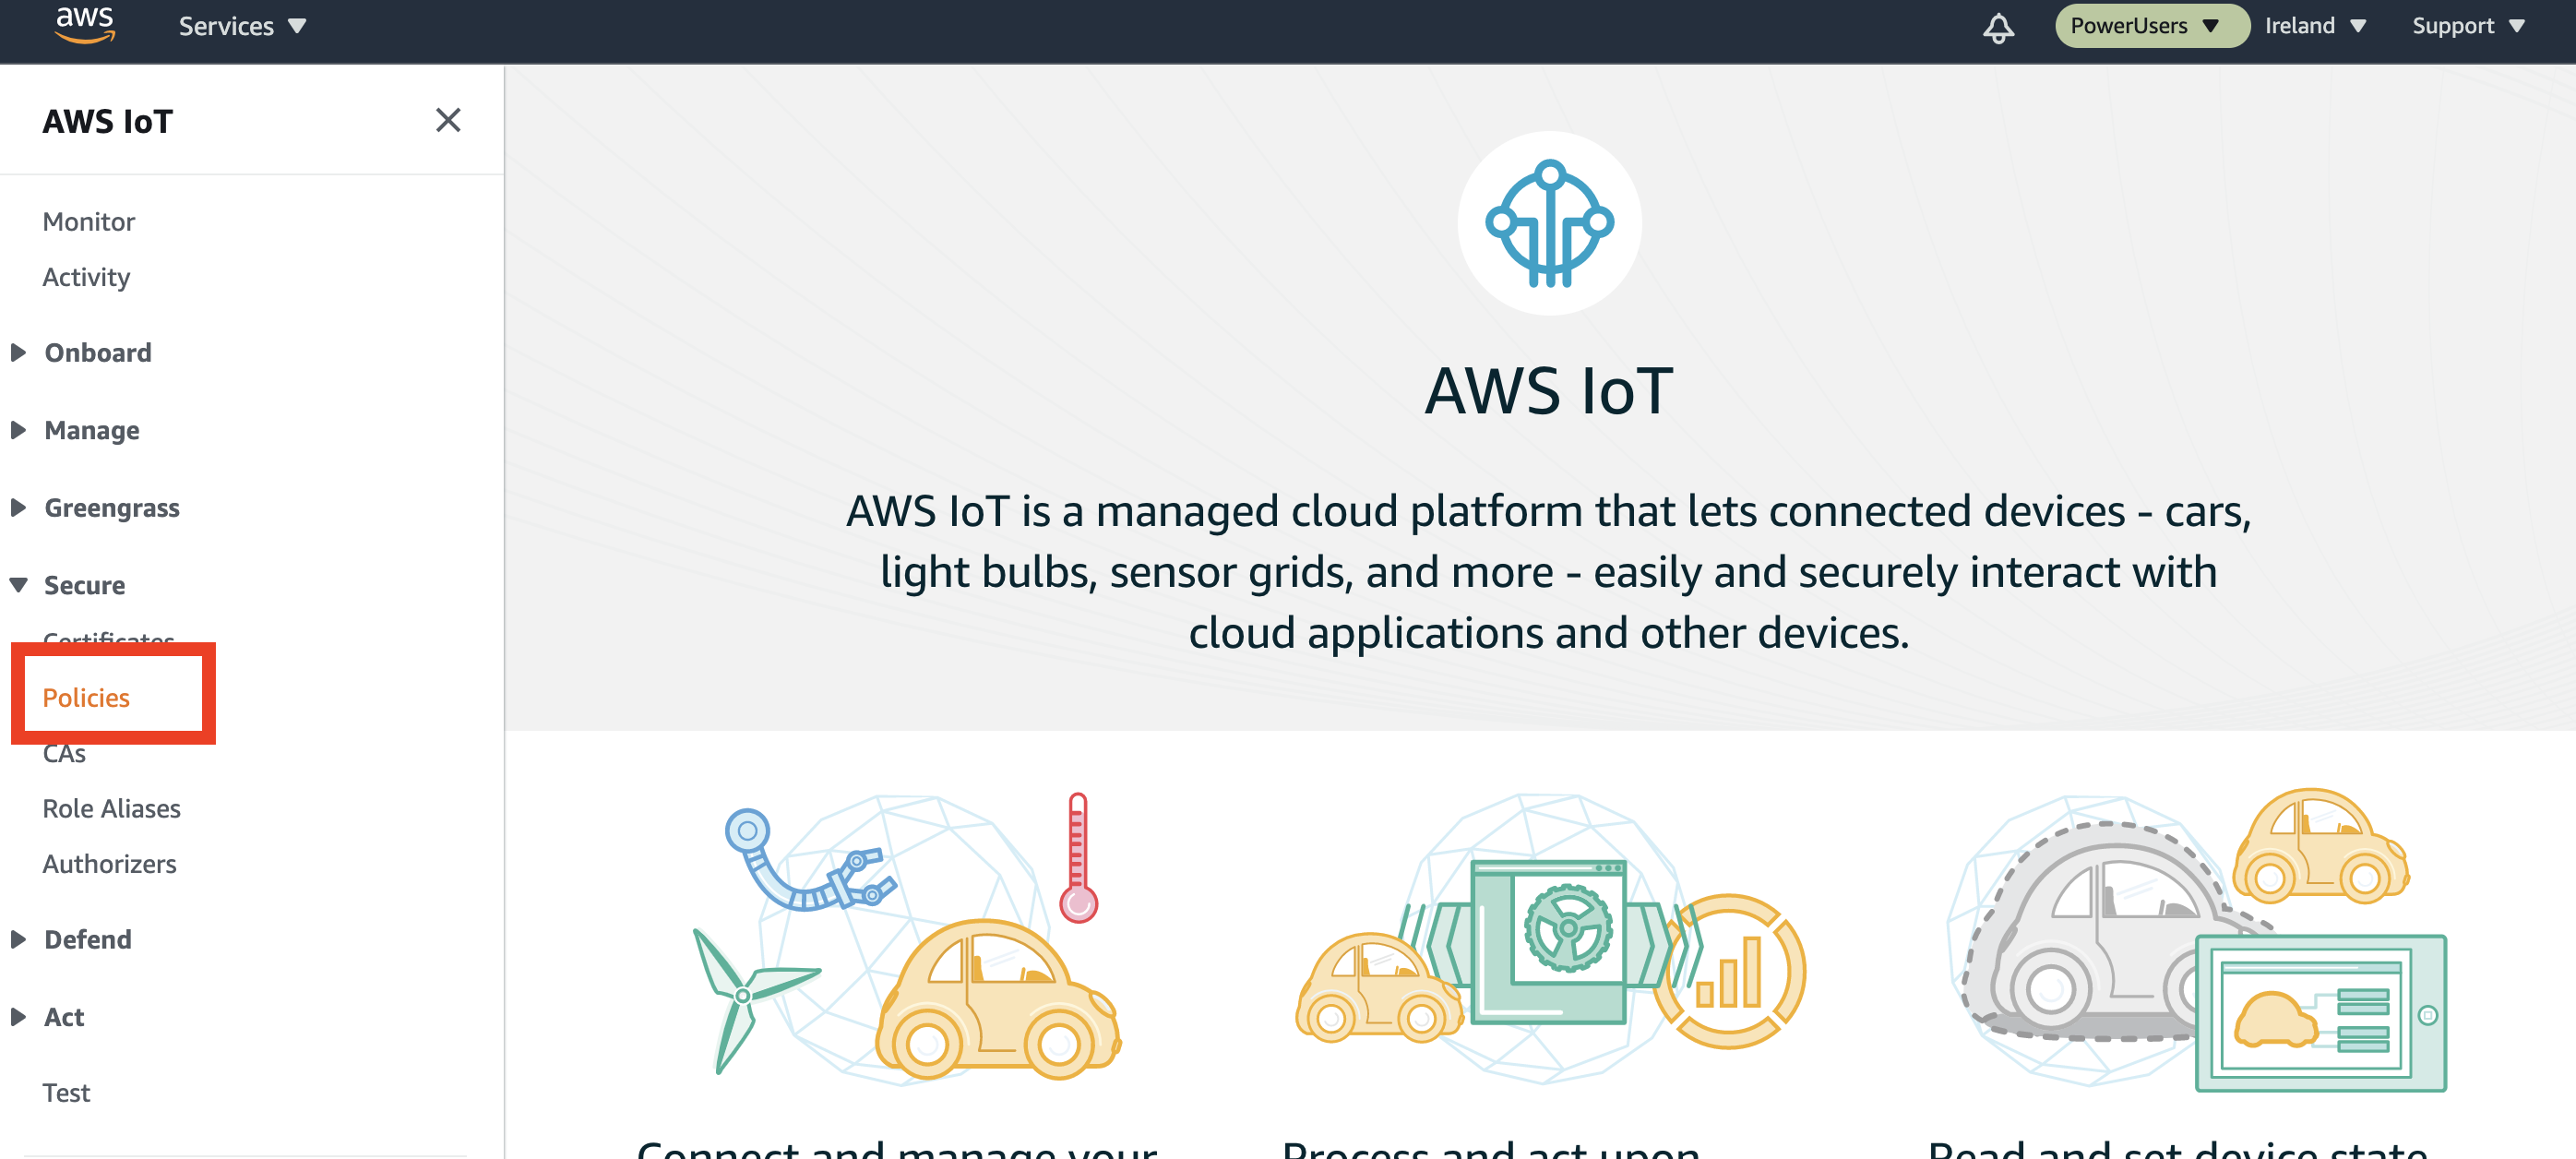 aws
Services
PowerUsers
Ireland
Support
AWS IoT
Monitor
Activity
Onboard
Manage
Greengrass
Secure
Certificates
Policies
CAs
Role Aliases
Authorizers
Defend
Act
Test
AWS IoT
AWS IoT is a managed cloud platform that lets connected devices - cars,
light bulbs, sensor grids, and more - easily and securely interact with
cloud applications and other devices.
Connect and manage your
Process and act upon
Read and set device state